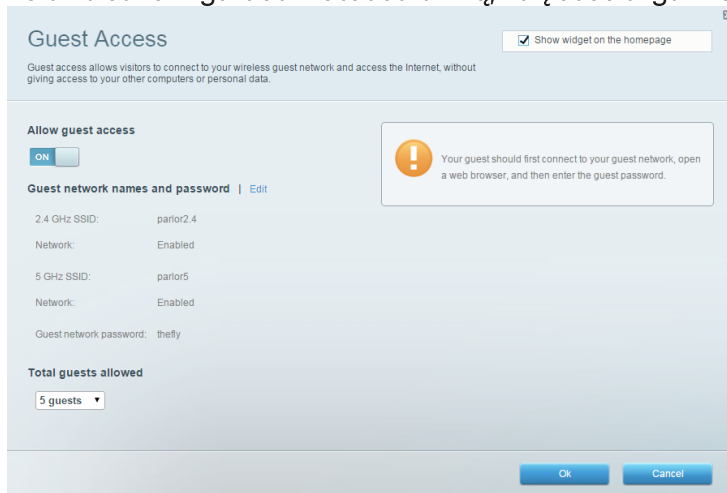 Guest Access
Show widget on the homepage
Guest access allows visitors to connect to your wireless guest network and access the Internet, without
giving access to your other computers or personal data.
Allow guest access
ON
Your guest should first connect to your guest network, open
a web browser, and then enter the guest password.
Guest network names and password | Edit
2.4 GHz SSID: parlor2.4
Network: Enabled
5 GHz SSID: parlor5
Network: Enabled
Guest network password: thefly
Total guests allowed
5 guests
Ok Cancel